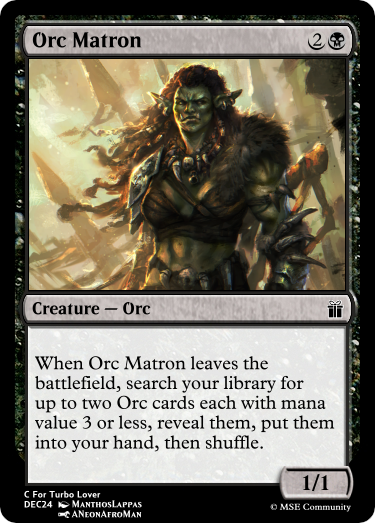 Orc Matron 2
Creature — Orc
When Orc Matron leaves the
battlefield, search your library for
up to two Orc cards each with mana
value 3 or less, reveal them, put them
into your hand, then shuffle.
1/1
C For Turbo Lover
DEC24 ManthosLappas
ANeonAfroMan
© MSE Community